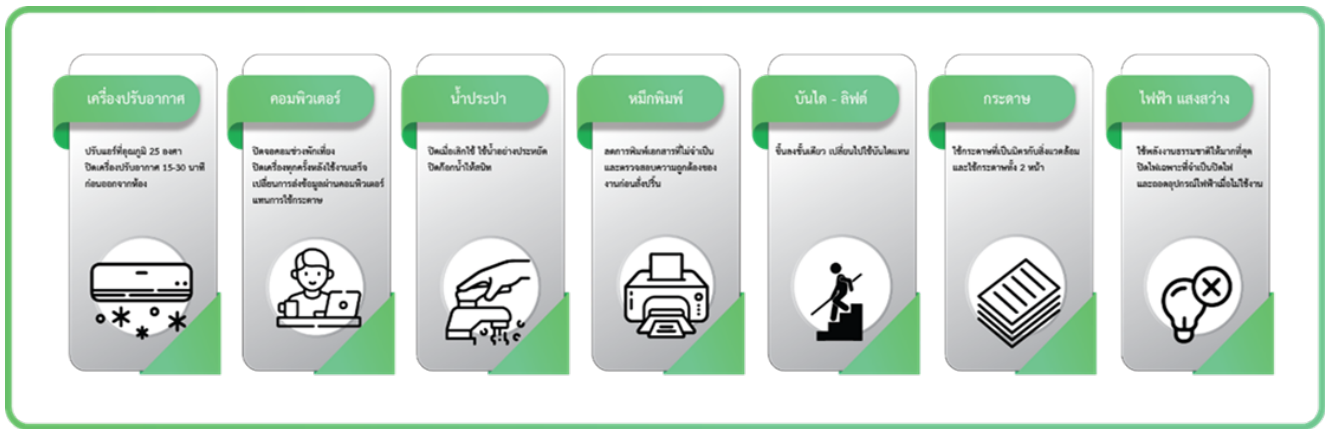 เครื่องปรับอากาศ
ปรับแอร์ที่อุณภูมิ 25 องศา
ปิดเครื่องปรับอากาศ 15-30 นาที
ก่อนออกจากห้อง
คอมพิวเตอร์
ปิดจอคอมช่วงพักเที่ยง
ปิดเครื่องทุกครั้งหลังใช้งานเสร็จ
เปลี่ยนการส่งข้อมูลผ่านคอมพิวเตอร์
แทนการใช้กระดาษ
น้ำประปา
ปิดเมื่อเลิกใช้ ใช้น้ำอย่างประหยัด
ปิดก๊อกน้ำให้สนิท
หมึกพิมพ์
ลดการพิมพ์เอกสารที่ไม่จำเป็น
และตรวจสอบความถูกต้องของ
งานก่อนสั่งปริ้น
บันได - ลิฟต์
ขึ้นลงชั้นเดียว เปลี่ยนไปใช้บันไดแทน
กระดาษ
ใช้กระดาษที่เป็นมิตรกับสิ่งแวดล้อม
และใช้กระดาษทั้ง 2 หน้า
ไฟฟ้า แสงสว่าง
ใช้พลังงานธรรมชาติให้มากที่สุด
ปิดไฟเฉพาะที่จำเป็นปิดไฟ
และถอดอุปกรณ์ไฟฟ้าเมื่อไม่ใช้งาน